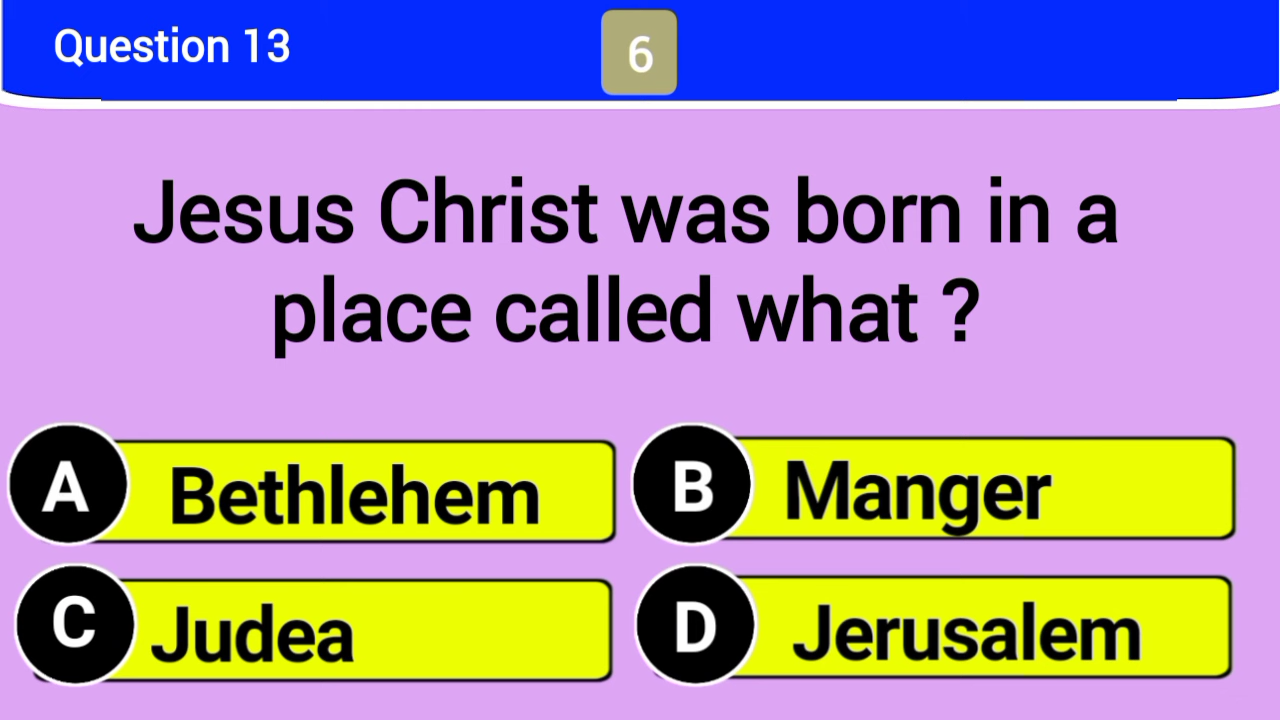 Question 13
6
Jesus Christ was born in a
place called what ?
A Bethlehem
B Manger
C Judea
D Jerusalem